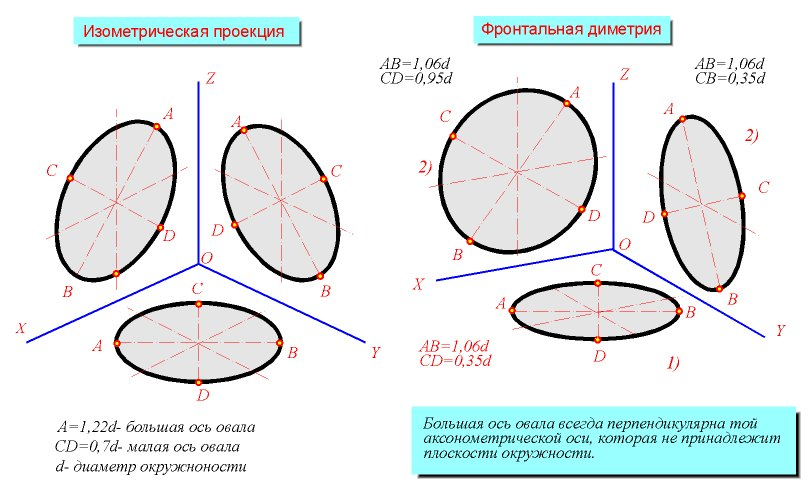 Изометрическая проекция
Фронтальная диметрия
AB=1,06d
CD=0,95d
AB=1,06d
CB=0,35d
Z
A
A
C
C
D
D
B
B
O
X
Y
C
A
B
D
Z
A
C
2)
D
B
A
2)
C
D
B
O
X
Y
C
A
B
D
AB=1,06d
CD=0,35d
1)
A=1,22d- большая ось овала
CD=0,7d- малая ось овала
d- диаметр окружноности
Большая ось овала всегда перпендикулярна той
аксонометрической оси, которая не принадлежит
плоскости окружности.